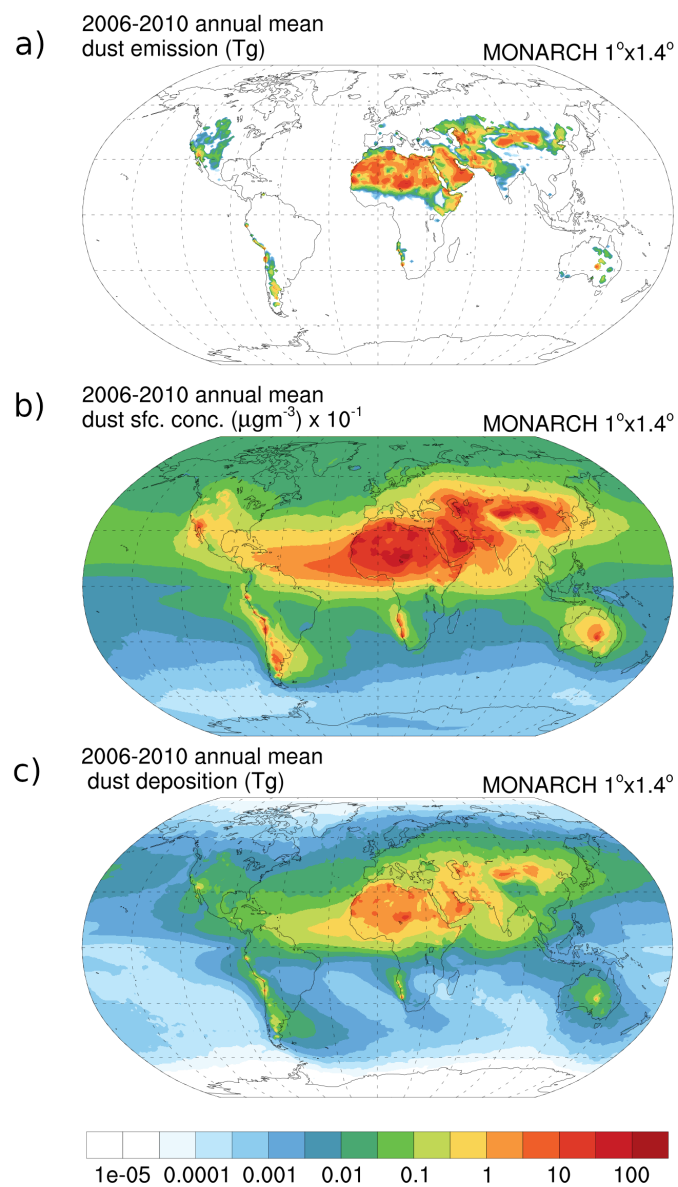 a)
2006-2010 annual mean
dust emission (Tg)
MONARCH 1°x1.4°
b)
2006-2010 annual mean
dust sfc. conc. (μgm⁻³) x 10⁻¹
MONARCH 1°x1.4°
c)
2006-2010 annual mean
dust deposition (Tg)
MONARCH 1°x1.4°
1e-05 0.0001 0.001 0.01 0.1 1 10 100